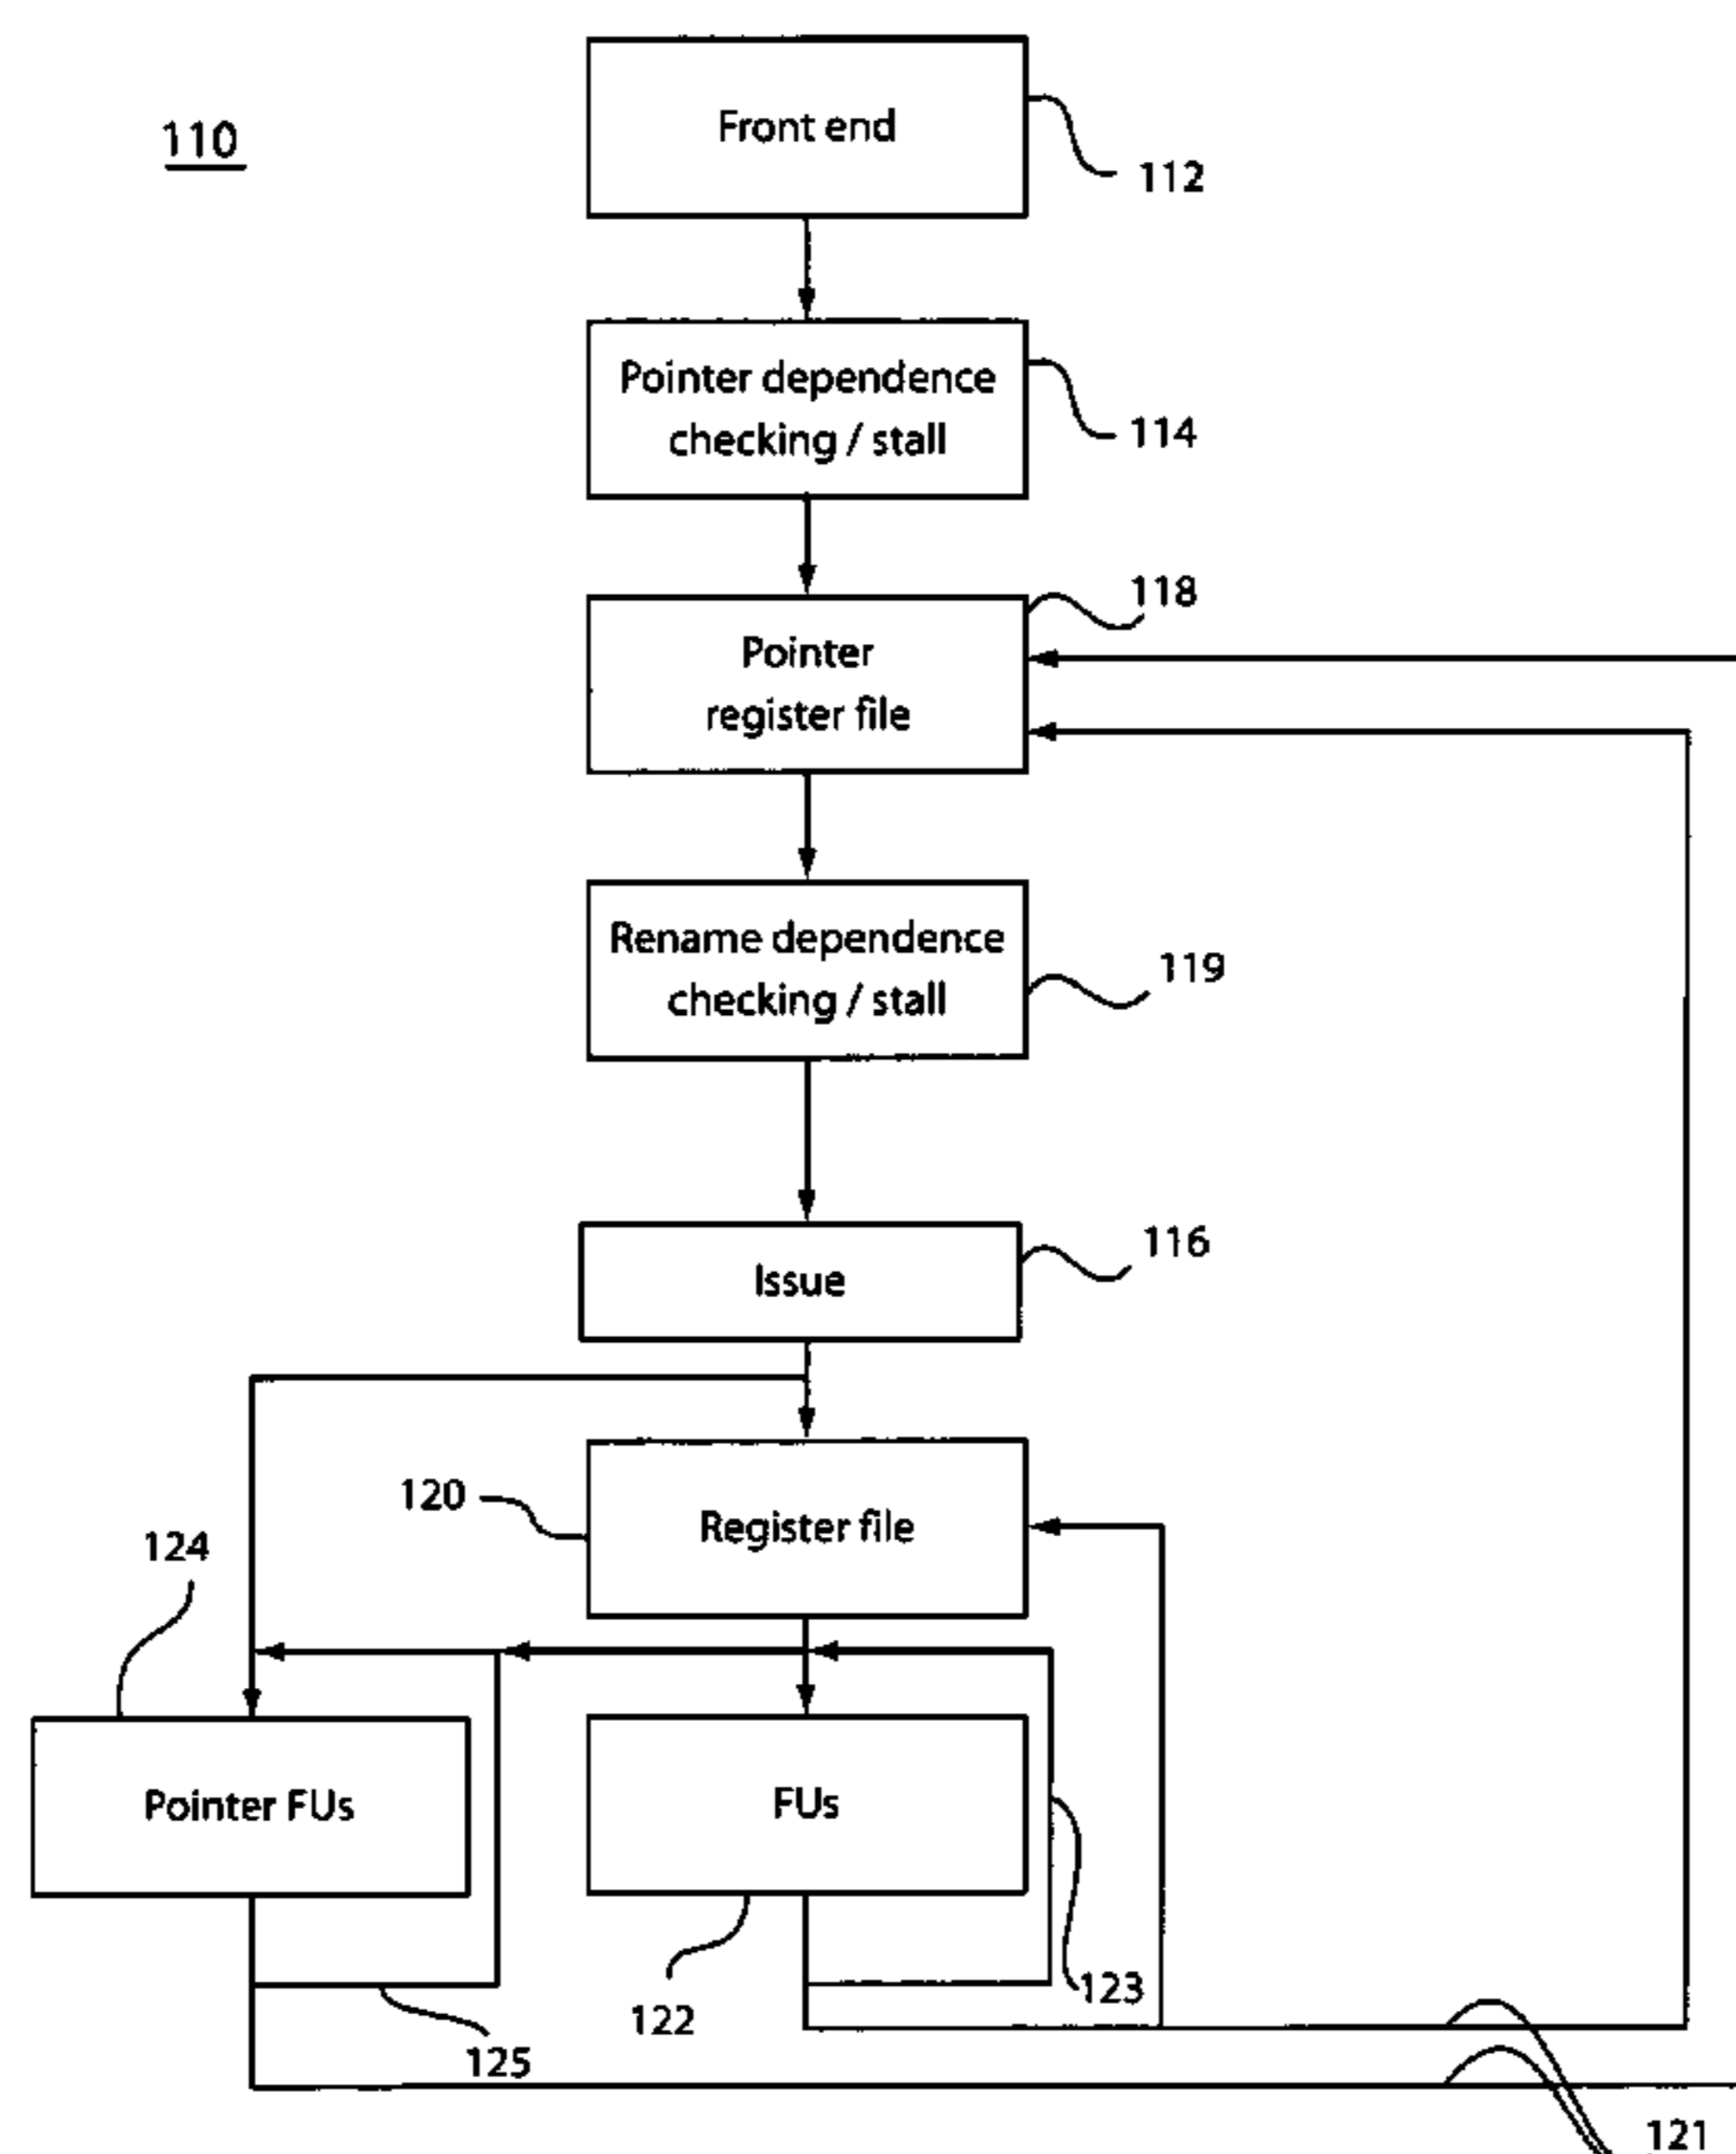 110
Front end
112
Pointer dependence
checking / stall
114
118
Pointer
register file
Rename dependence
checking / stall
119
116
Issue
120
Register file
124
Pointer FUs
FUs
123
122
125
121